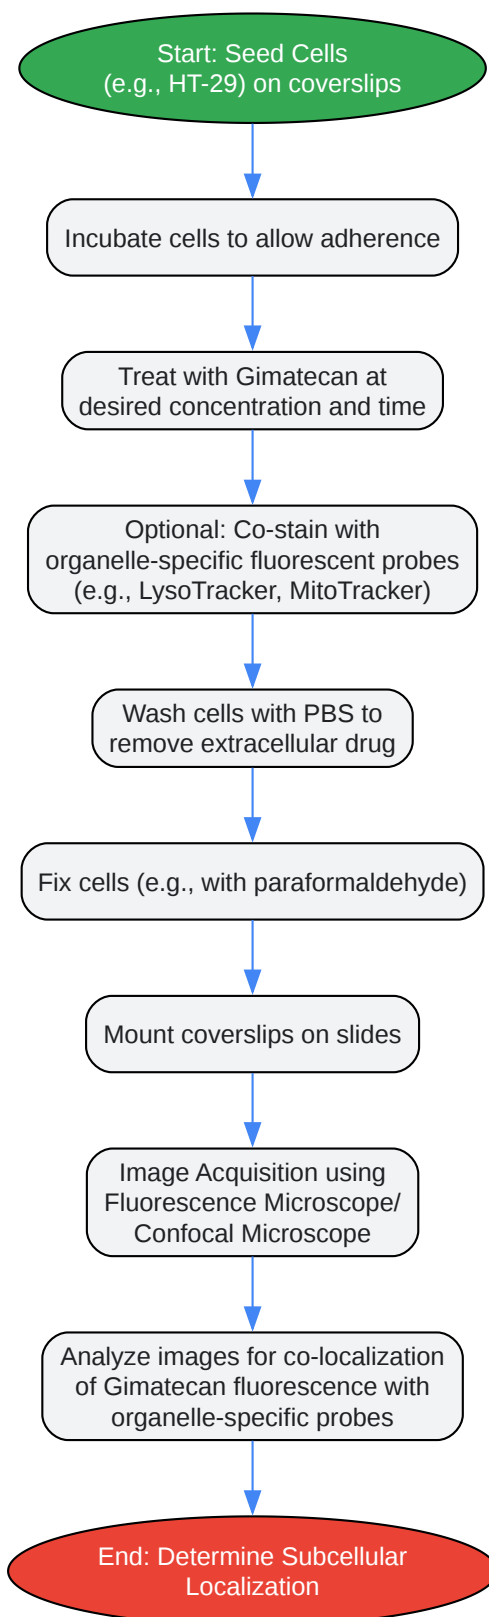 Start: Seed Cells
(e.g., HT-29) on coverslips
Incubate cells to allow adherence
Treat with Gimatecan at
desired concentration and time
Optional: Co-stain with
organelle-specific fluorescent probes
(e.g., LysoTracker, MitoTracker)
Wash cells with PBS to
remove extracellular drug
Fix cells (e.g., with paraformaldehyde)
Mount coverslips on slides
Image Acquisition using
Fluorescence Microscope/
Confocal Microscope
Analyze images for co-localization
of Gimatecan fluorescence with
organelle-specific probes
End: Determine Subcellular
Localization